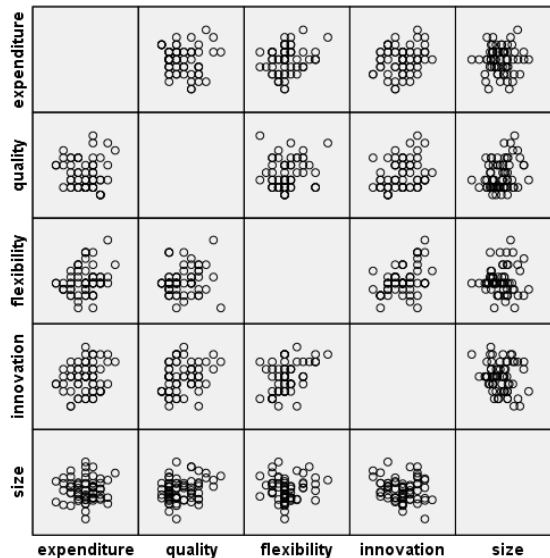 expenditure
quality
flexibility
innovation
size
expenditure quality flexibility innovation size